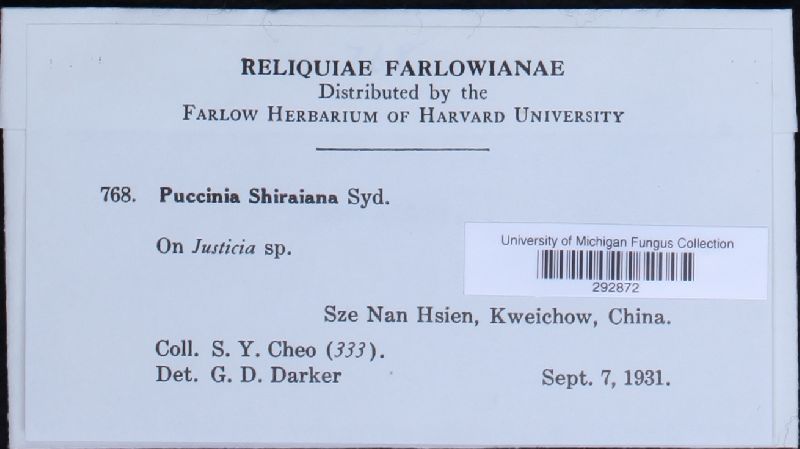 RELIQUIAE FARLOWIANAE
Distributed by the
FARLOW HERBARIUM OF HARVARD UNIVERSITY
768. Puccinia Shiraiana Syd.
On Justicia sp.
University of Michigan Fungus Collection
292872
Sze Nan Hsien, Kweichow, China.
Coll. S. Y. Cheo (333).
Det. G. D. Darker
Sept. 7, 1931.